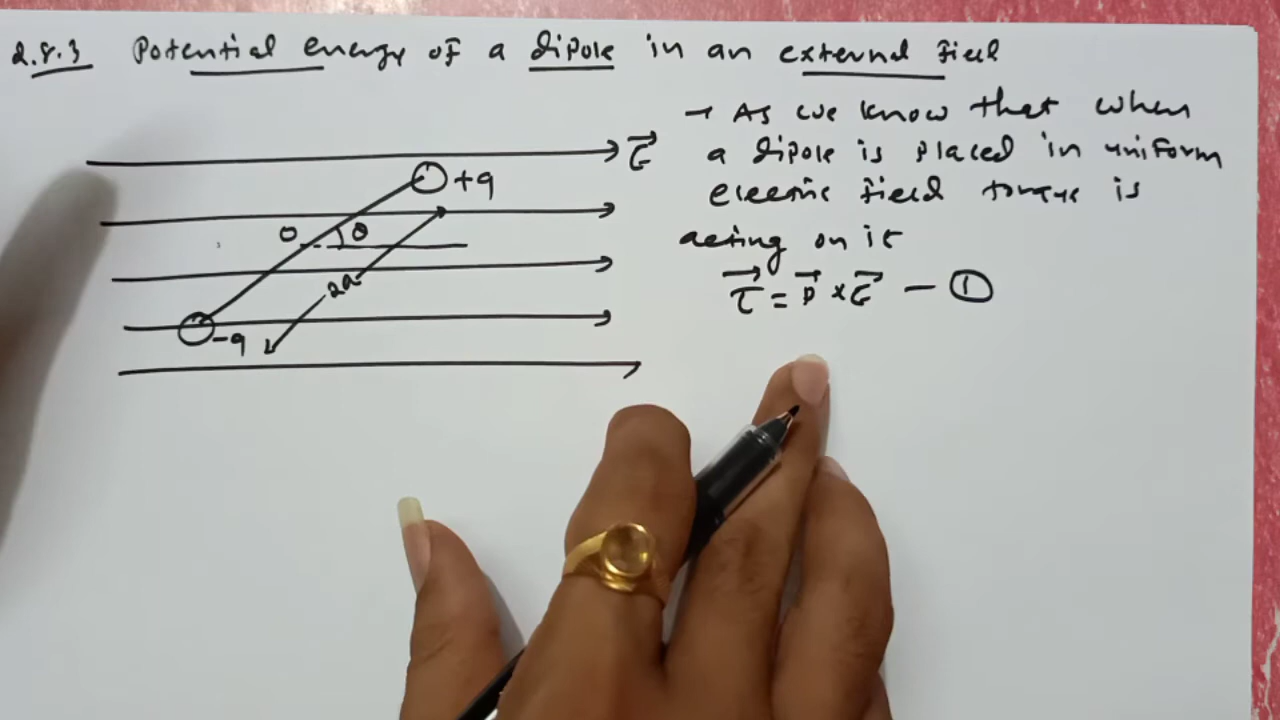 2.8.3 Potential energy of a dipole in an external field
→ As we know that when
a dipole is placed in uniform
electric field torque is
acting on it
τ⃗ = p⃗ × E⃗ — ①
E⃗
+q
O θ
2a
-q